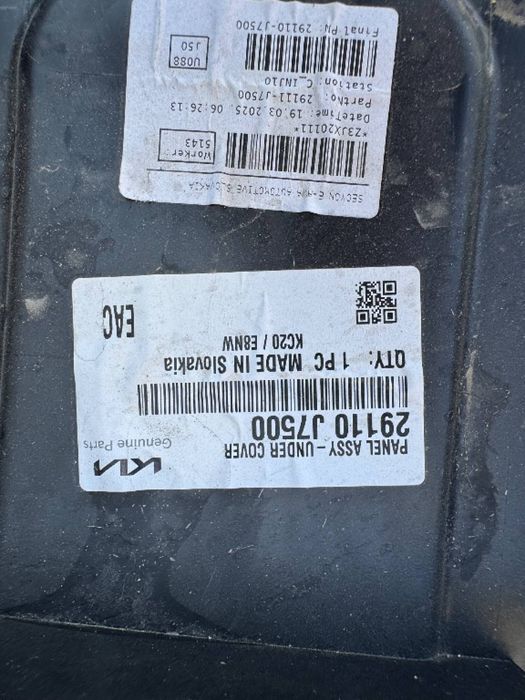 KIA
Genuine Parts
PANEL ASSY - UNDER COVER
29110 J7500
QTY: 1 PC MADE IN Slovakia
KC20 / E8NW
EAC
SECYON E-HWA AUTOMOTIVE SLOVAKIA
Worker:
5143
*Z3JX20111*
DateTime: 19.03.2025. 06:26:13
PartNo: 29111-J7500
Station: C_INJ10
U088
J50
Final PN: 29110-J7500